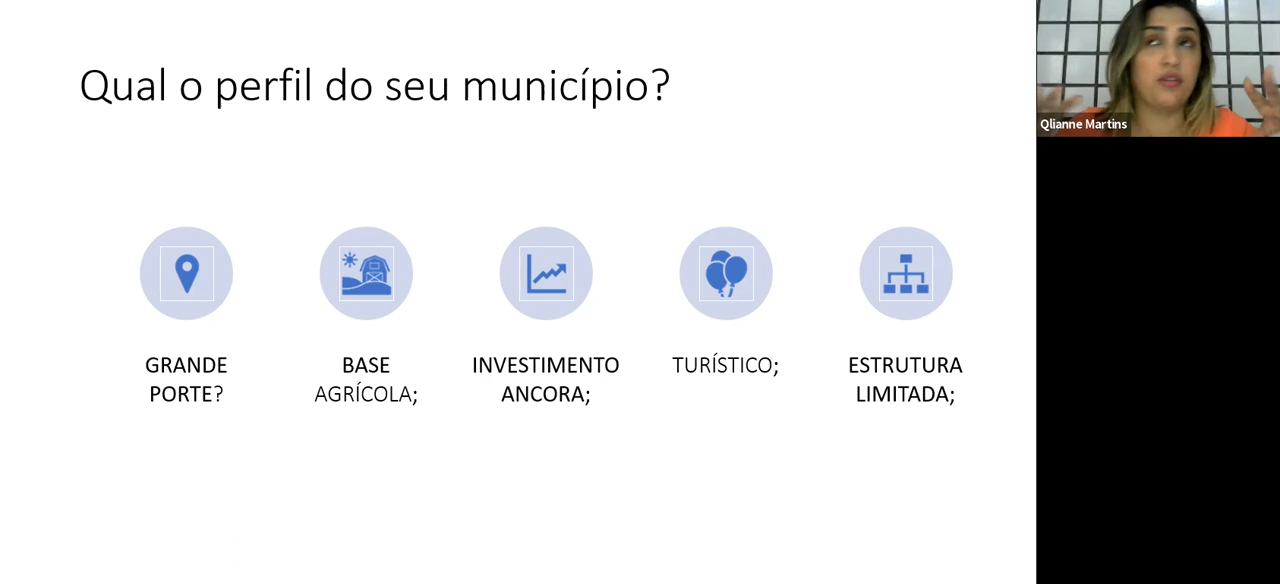 Qual o perfil do seu município?
Qlianne Martins
GRANDE
PORTE?
BASE
AGRÍCOLA;
INVESTIMENTO
ANCORA;
TURÍSTICO;
ESTRUTURA
LIMITADA;